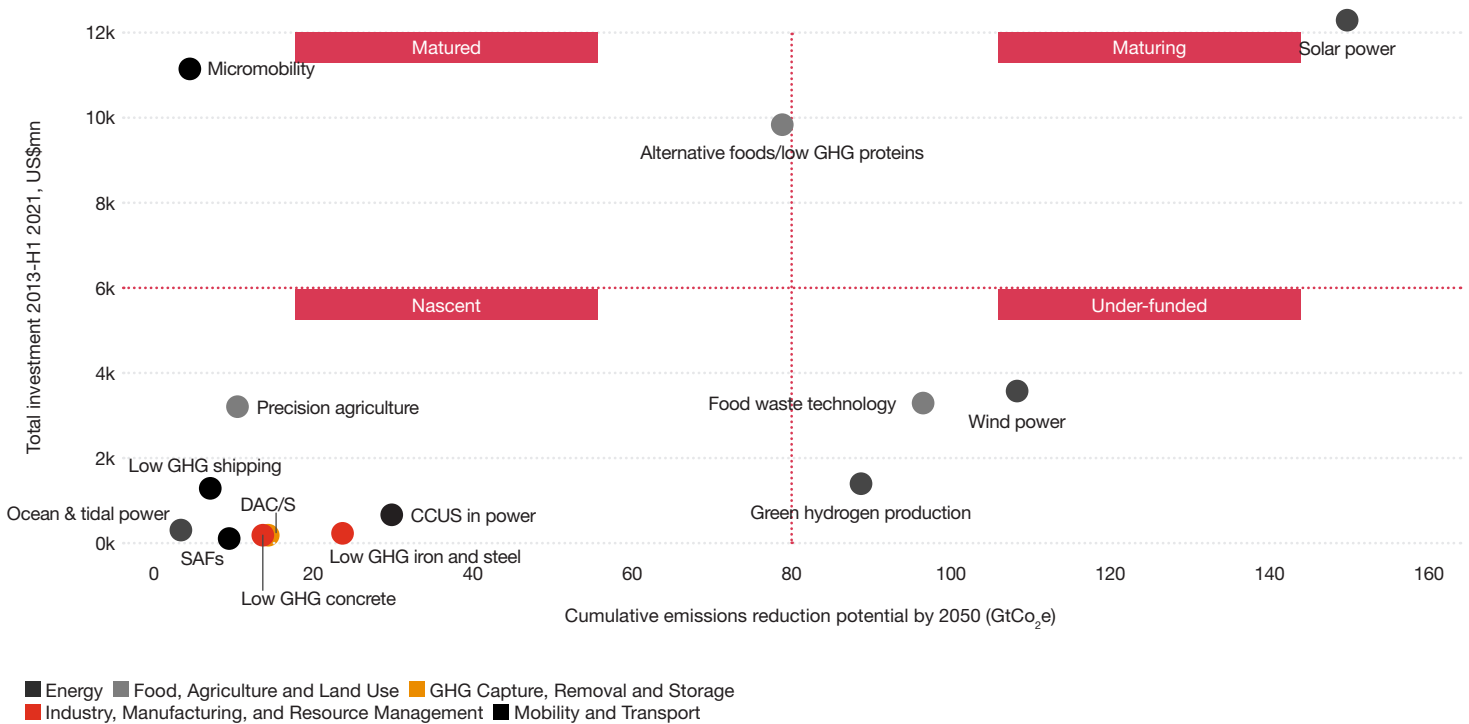 Total investment 2013-H1 2021, US$mn
12k
Matured
Maturing
Solar power
Micromobility
10k
Alternative foods/low GHG proteins
8k
6k
Nascent
Under-funded
4k
Precision agriculture
Food waste technology
Wind power
2k
Low GHG shipping
DAC/S
Ocean & tidal power
CCUS in power
Green hydrogen production
0k
SAFs
Low GHG iron and steel
0 20 40 60 80 100 120 140 160
Low GHG concrete
Cumulative emissions reduction potential by 2050 (GtCo₂e)
Energy Food, Agriculture and Land Use GHG Capture, Removal and Storage
Industry, Manufacturing, and Resource Management Mobility and Transport